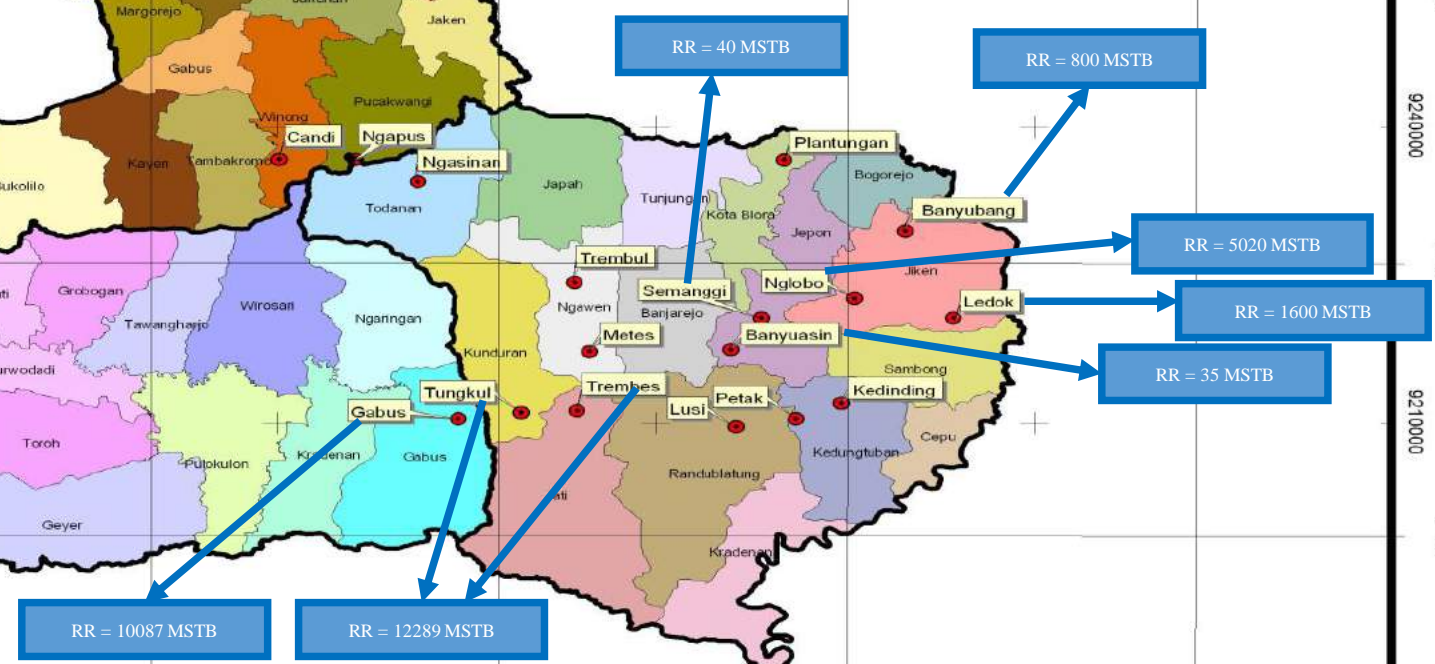 Margorejo
Jaken
RR = 40 MSTB
RR = 800 MSTB
Gabus
Pucakwangi
Winong
Candi
Ngapus
Plantungan
9240000
Kayen
Tambakromo
Ngasinan
Sukolilo
Japah
Bogorejo
Todanan
Tunjungan
Kota Blora
Banyubang
Jepon
RR = 5020 MSTB
Trembul
Jiken
Nglobo
Grobogan
Semanggi
Ledok
Wirosari
Ngawen
Banjarejo
RR = 1600 MSTB
Tawangharjo
Ngaringan
Metes
Banyuasin
Kunduran
Sambong
RR = 35 MSTB
Trembes
Tungkul
Petak
Kedinding
Gabus
Lusi
9210000
Toroh
Cepu
Pulokulon
Kradenan
Gabus
Kedungtuban
Randublatung
ati
Geyer
Kradenan
RR = 10087 MSTB
RR = 12289 MSTB